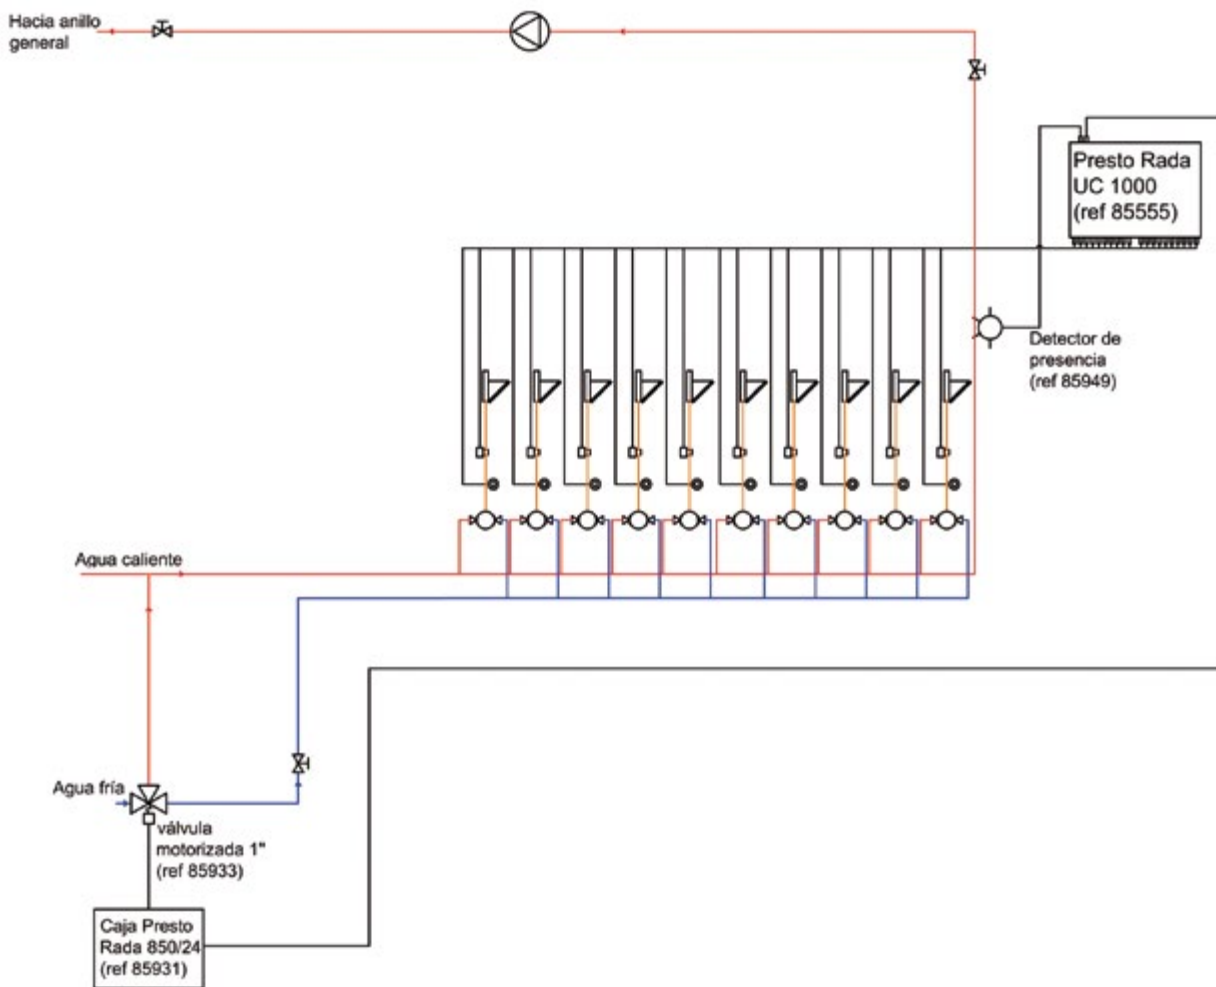 Hacia anillo
general
Presto Rada
UC 1000
(ref 85555)
Detector de
presencia
(ref 85949)
Agua caliente
Agua fría
válvula
motorizada 1"
(ref 85933)
Caja Presto
Rada 850/24
(ref 85931)